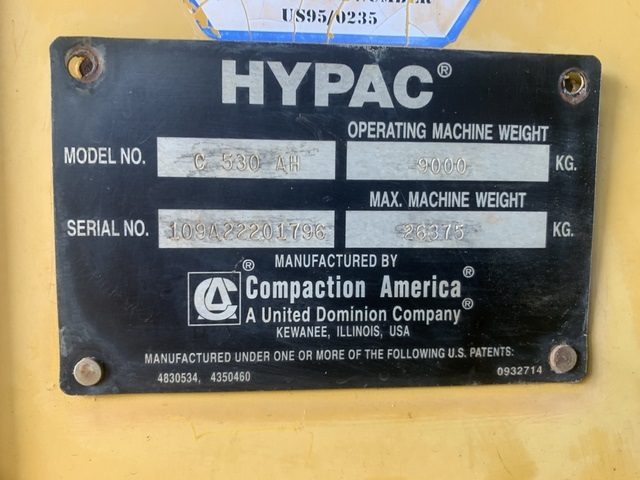 US95/0235
HYPAC®
OPERATING MACHINE WEIGHT
MODEL NO. C 530 AH 9000 KG.
MAX. MACHINE WEIGHT
SERIAL NO. 109A22201796 26375 KG.
MANUFACTURED BY
CA® Compaction America®
A United Dominion Company®
KEWANEE, ILLINOIS, USA
MANUFACTURED UNDER ONE OR MORE OF THE FOLLOWING U.S. PATENTS:
4830534, 4350460 0932714